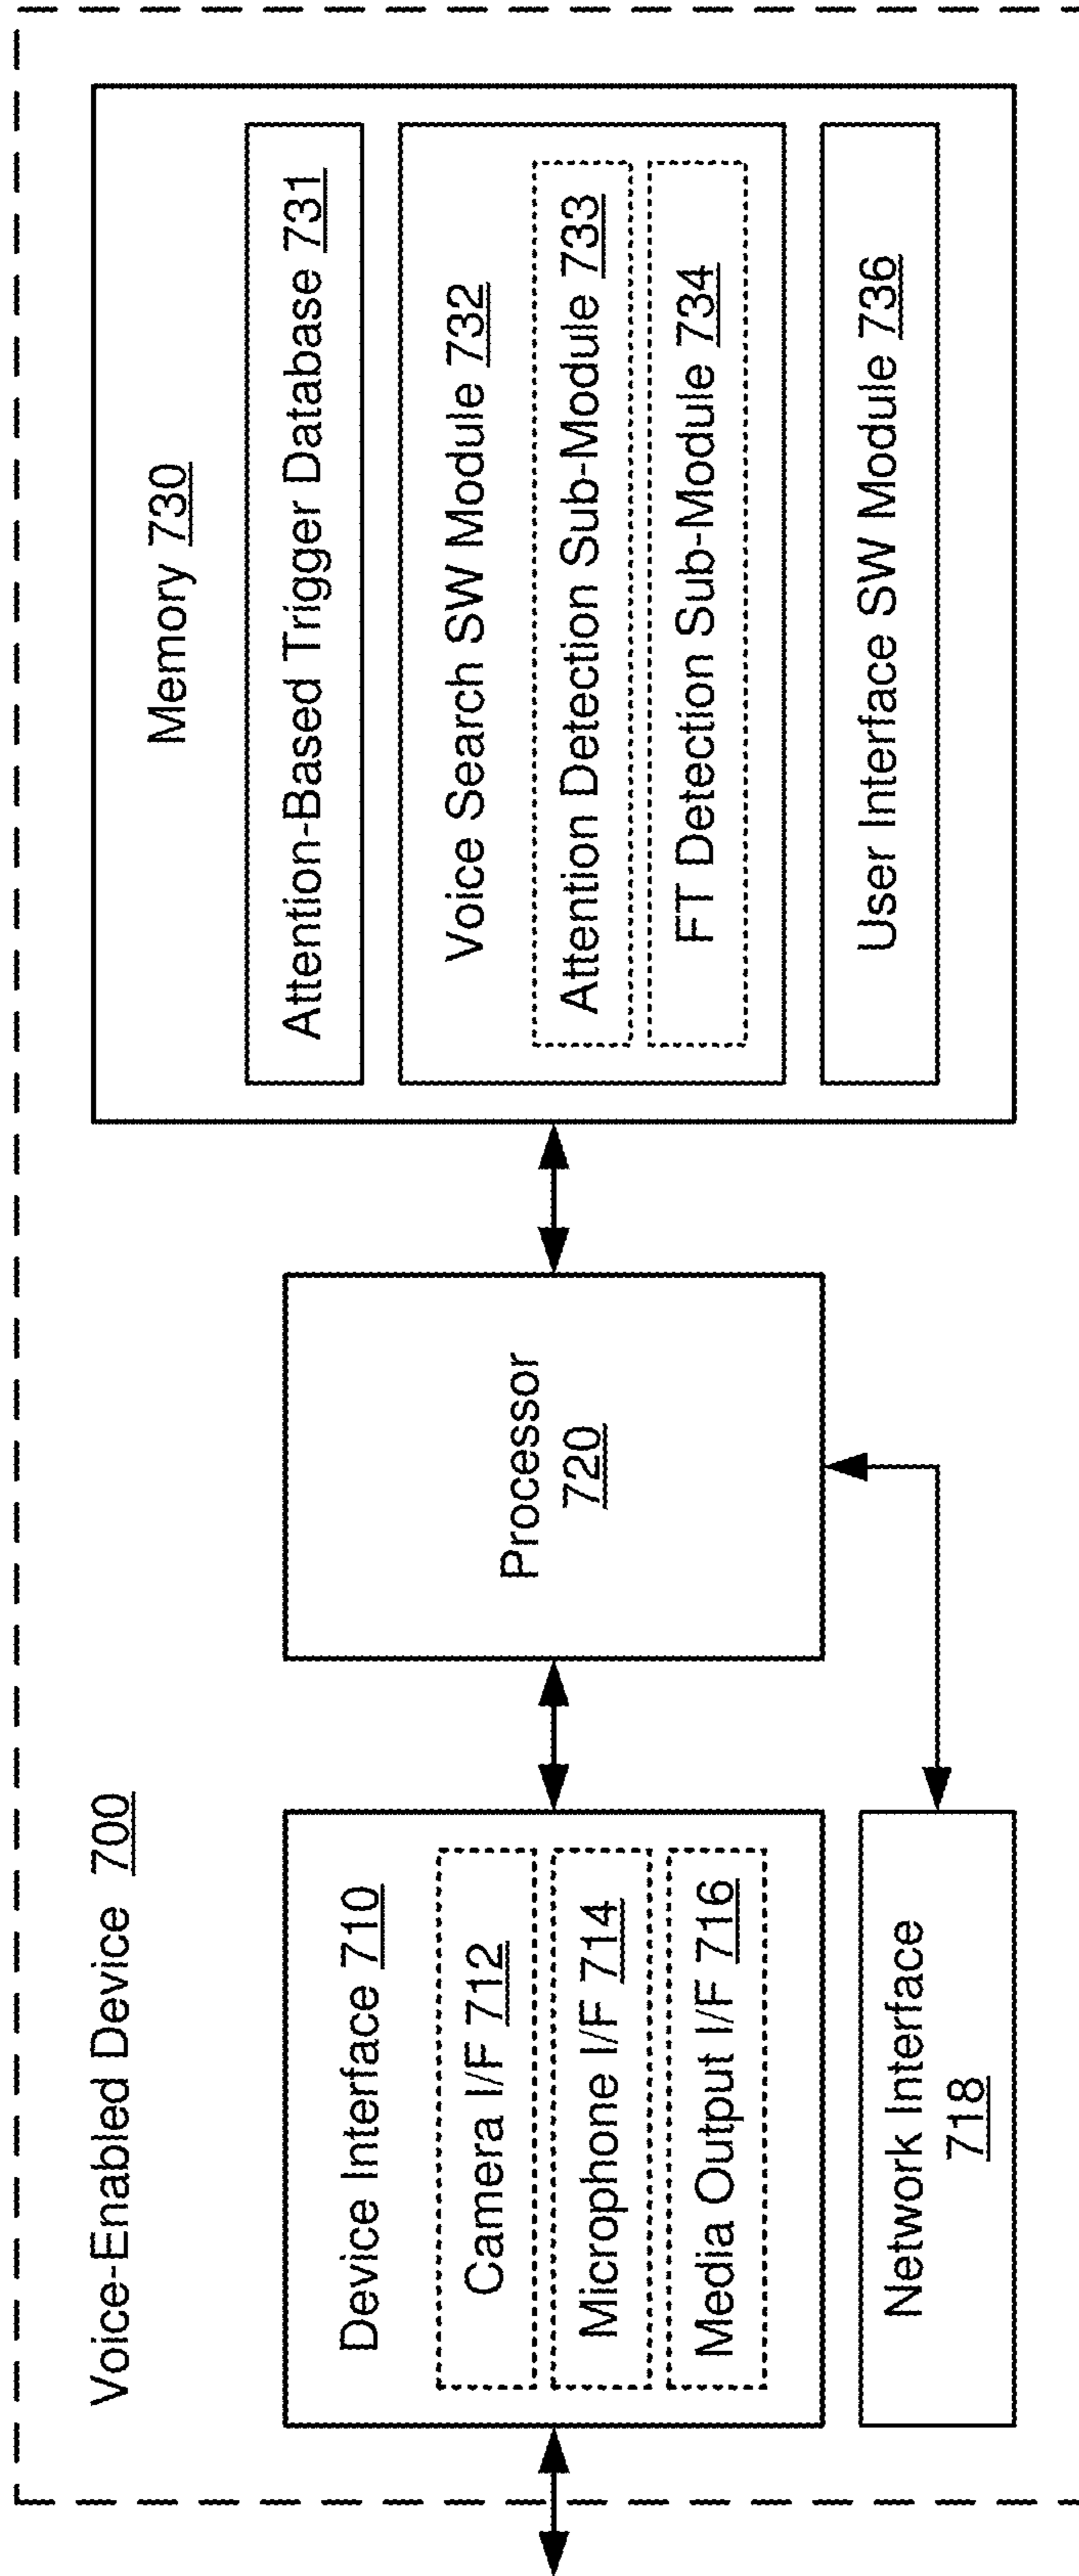 Voice-Enabled Device 700
Device Interface 710
Camera I/F 712
Microphone I/F 714
Media Output I/F 716
Network Interface
718
Processor
720
Memory 730
Attention-Based Trigger Database 731
Voice Search SW Module 732
Attention Detection Sub-Module 733
FT Detection Sub-Module 734
User Interface SW Module 736